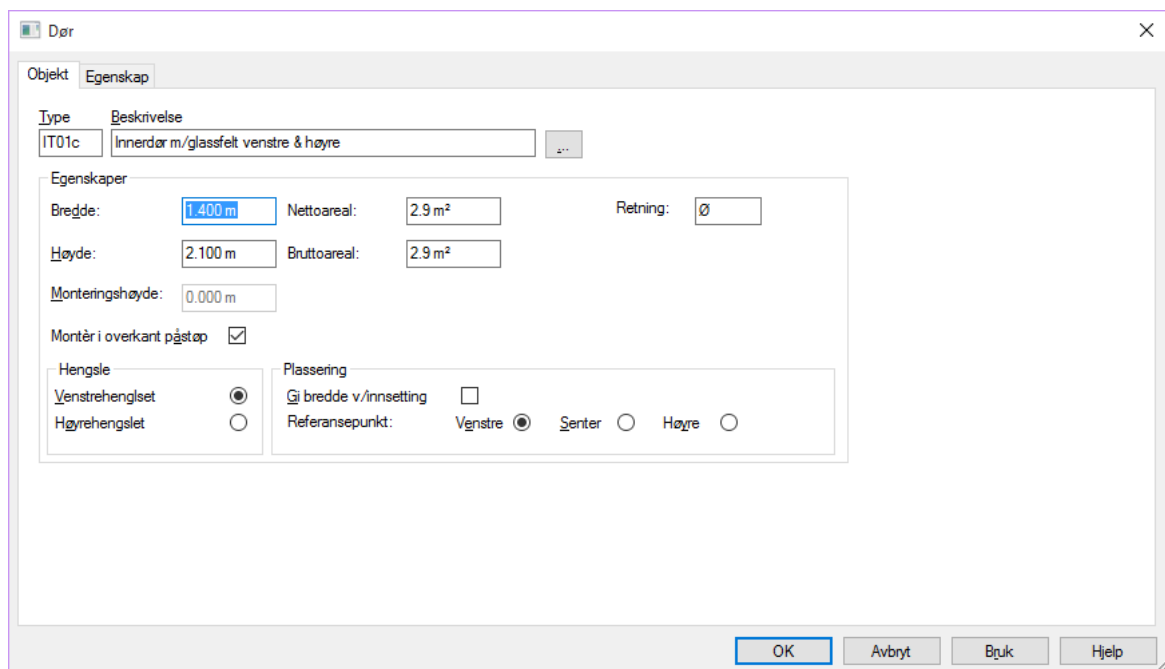 Dør
Objekt Egenskap
Type Beskrivelse
IT01c Innerdør m/glassfelt venstre & høyre ...
Egenskaper
Bredde: 1.400 m Nettoareal: 2.9 m² Retning: Ø
Høyde: 2.100 m Bruttoareal: 2.9 m²
Monteringshøyde: 0.000 m
Montèr i overkant påstøp
Hengsle Plassering
Venstrehenglset Gi bredde v/innsetting
Høyrehengslet Referansepunkt: Venstre Senter Høyre
OK Avbryt Bruk Hjelp